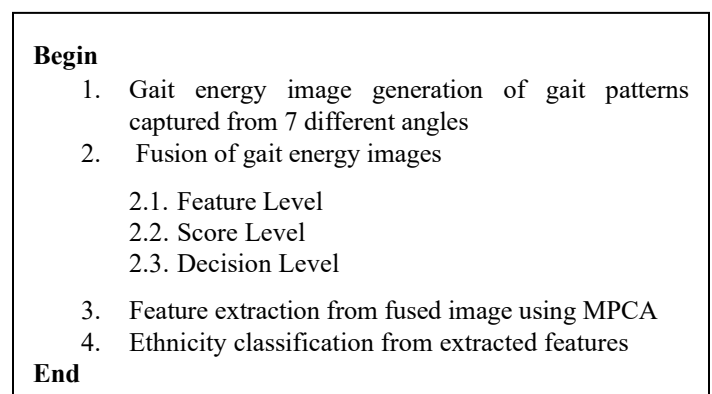 Begin
1. Gait energy image generation of gait patterns
captured from 7 different angles
2. Fusion of gait energy images
2.1. Feature Level
2.2. Score Level
2.3. Decision Level
3. Feature extraction from fused image using MPCA
4. Ethnicity classification from extracted features
End